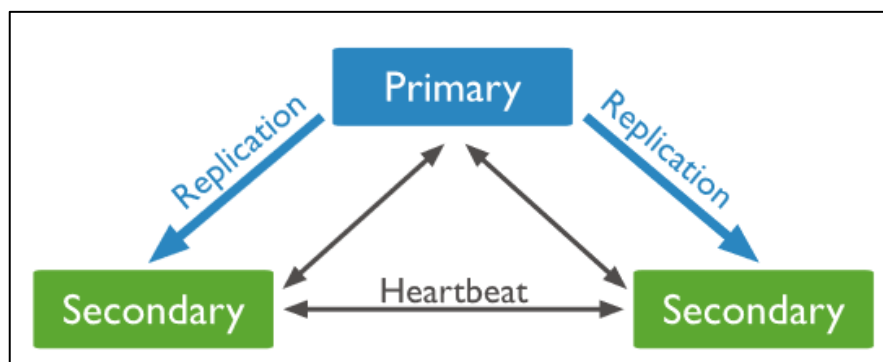 Primary
Replication
Replication
Heartbeat
Secondary
Secondary